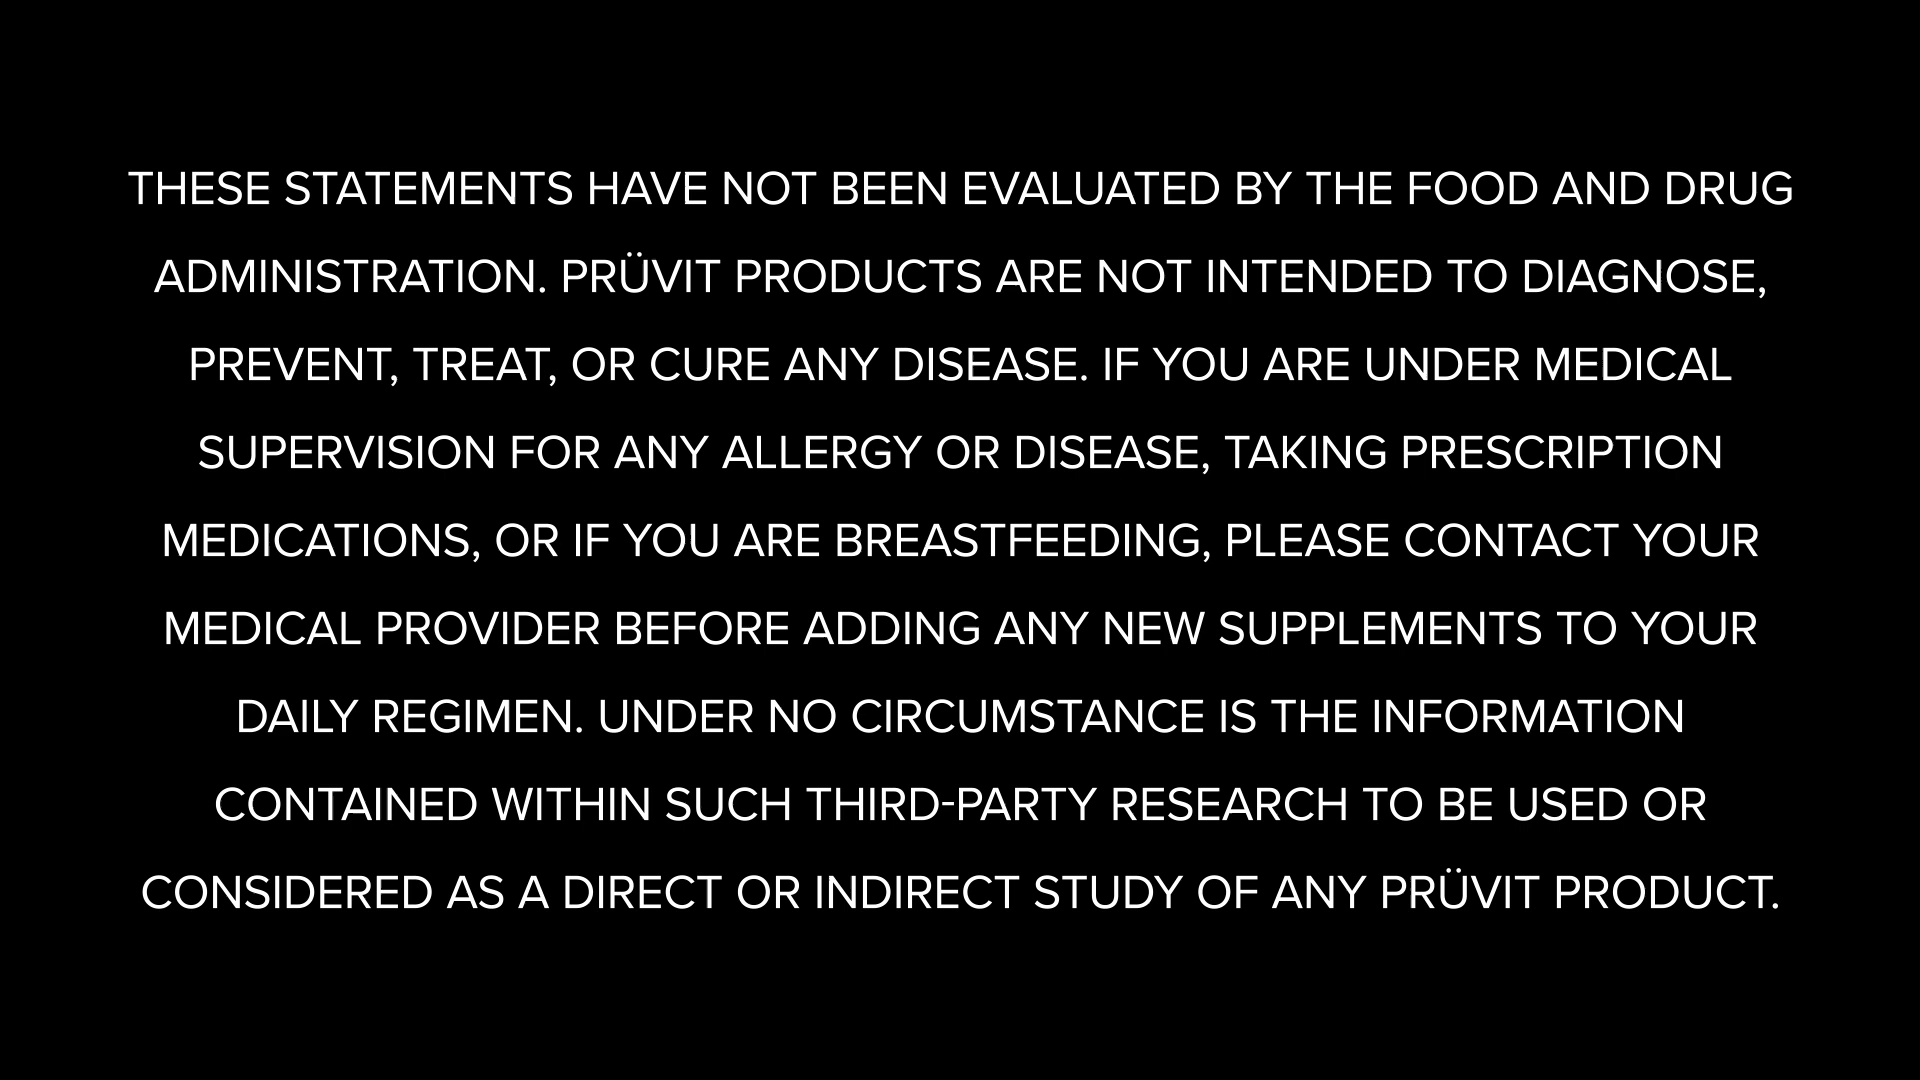 THESE STATEMENTS HAVE NOT BEEN EVALUATED BY THE FOOD AND DRUG
ADMINISTRATION. PRÜVIT PRODUCTS ARE NOT INTENDED TO DIAGNOSE,
PREVENT, TREAT, OR CURE ANY DISEASE. IF YOU ARE UNDER MEDICAL
SUPERVISION FOR ANY ALLERGY OR DISEASE, TAKING PRESCRIPTION
MEDICATIONS, OR IF YOU ARE BREASTFEEDING, PLEASE CONTACT YOUR
MEDICAL PROVIDER BEFORE ADDING ANY NEW SUPPLEMENTS TO YOUR
DAILY REGIMEN. UNDER NO CIRCUMSTANCE IS THE INFORMATION
CONTAINED WITHIN SUCH THIRD-PARTY RESEARCH TO BE USED OR
CONSIDERED AS A DIRECT OR INDIRECT STUDY OF ANY PRÜVIT PRODUCT.